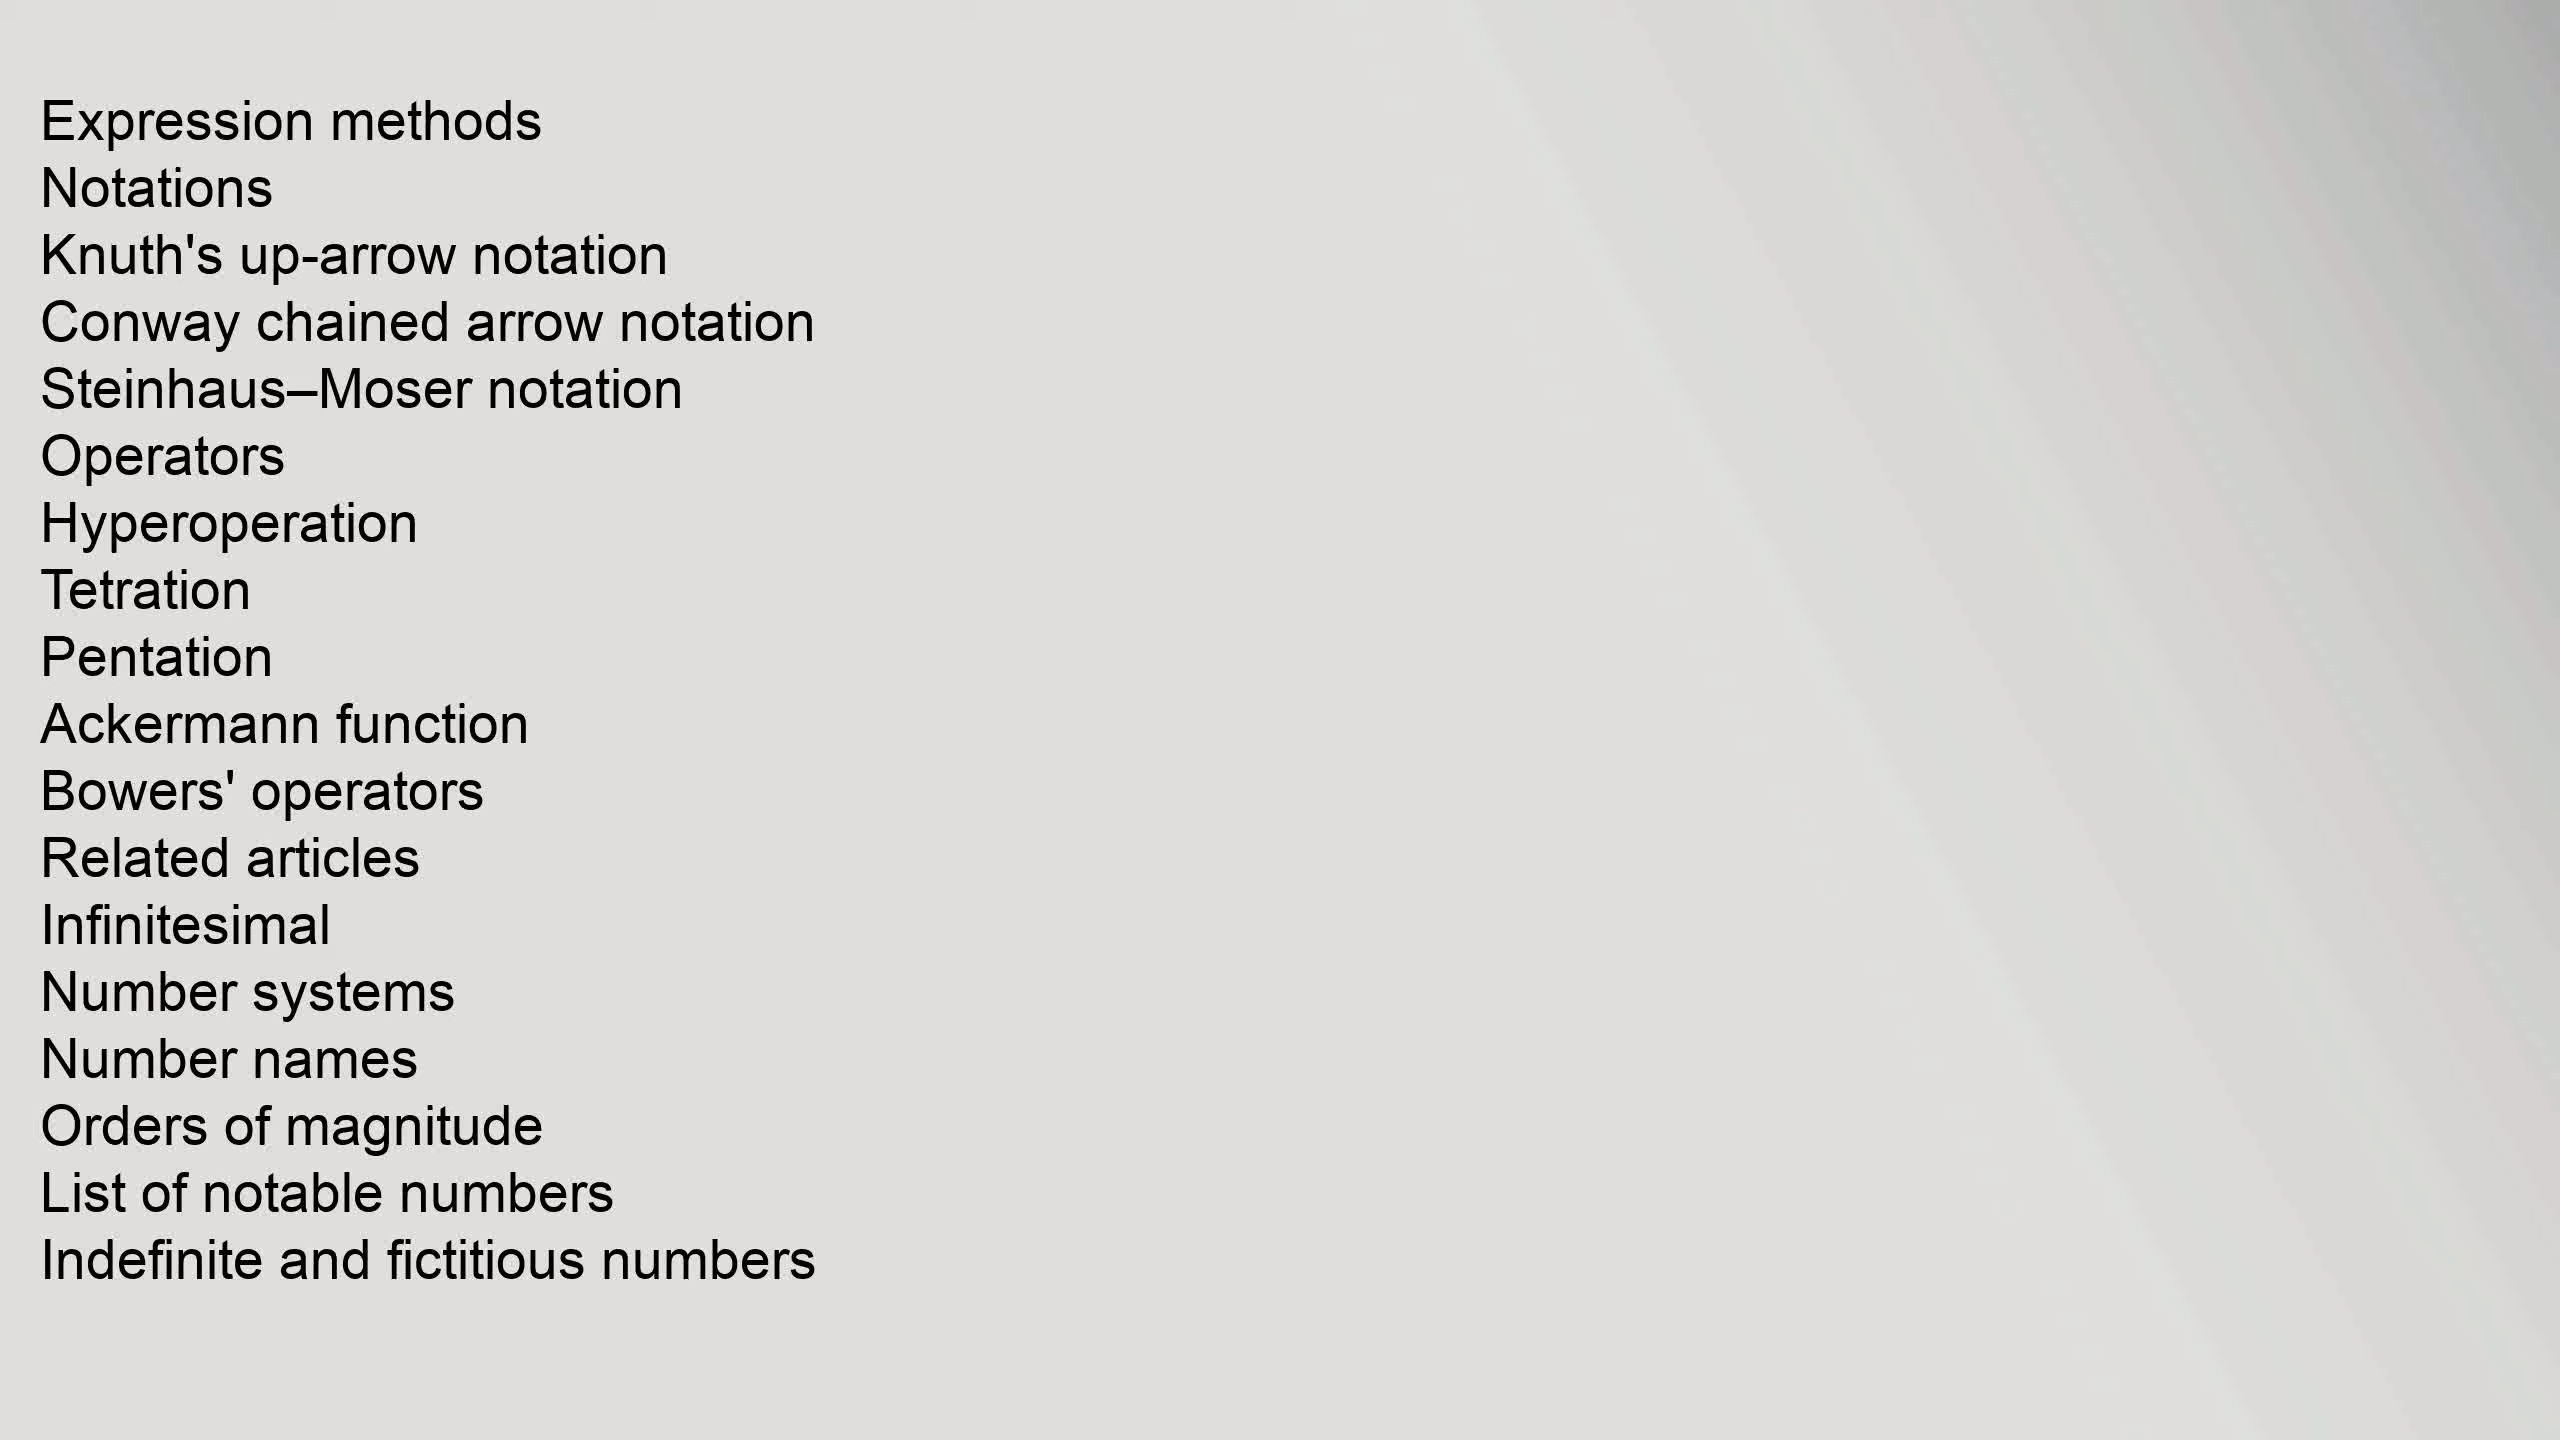 Expression methods
Notations
Knuth's up-arrow notation
Conway chained arrow notation
Steinhaus–Moser notation
Operators
Hyperoperation
Tetration
Pentation
Ackermann function
Bowers' operators
Related articles
Infinitesimal
Number systems
Number names
Orders of magnitude
List of notable numbers
Indefinite and fictitious numbers